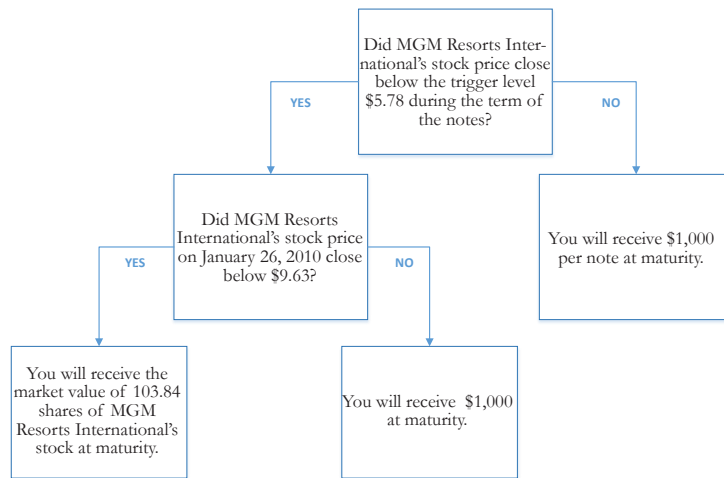 Did MGM Resorts Inter-
national’s stock price close
below the trigger level
$5.78 during the term of
the notes?
YES
NO
Did MGM Resorts
International’s stock price
on January 26, 2010 close
below $9.63?
You will receive $1,000
per note at maturity.
YES
NO
You will receive the
market value of 103.84
shares of MGM
Resorts International’s
stock at maturity.
You will receive $1,000
at maturity.